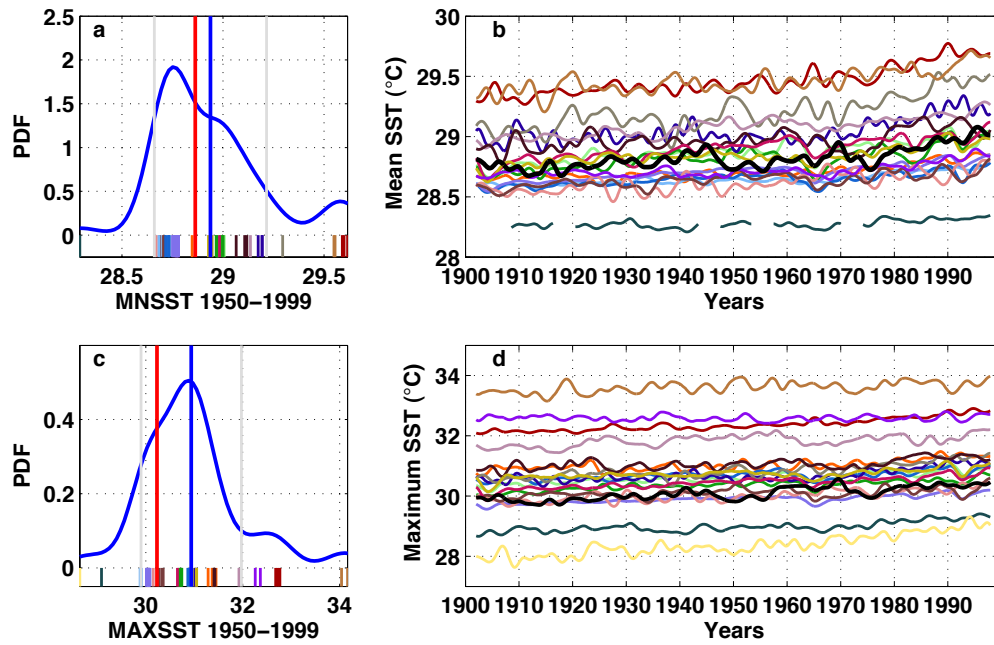 a
2.5
2
1.5
1
0.5
0
PDF
28.5 29 29.5
MNSST 1950−1999
b
30
29.5
29
28.5
28
Mean SST (°C)
1900 1910 1920 1930 1940 1950 1960 1970 1980 1990
Years
c
0.4
0.2
0
PDF
30 32 34
MAXSST 1950−1999
d
34
32
30
28
Maximum SST (°C)
1900 1910 1920 1930 1940 1950 1960 1970 1980 1990
Years